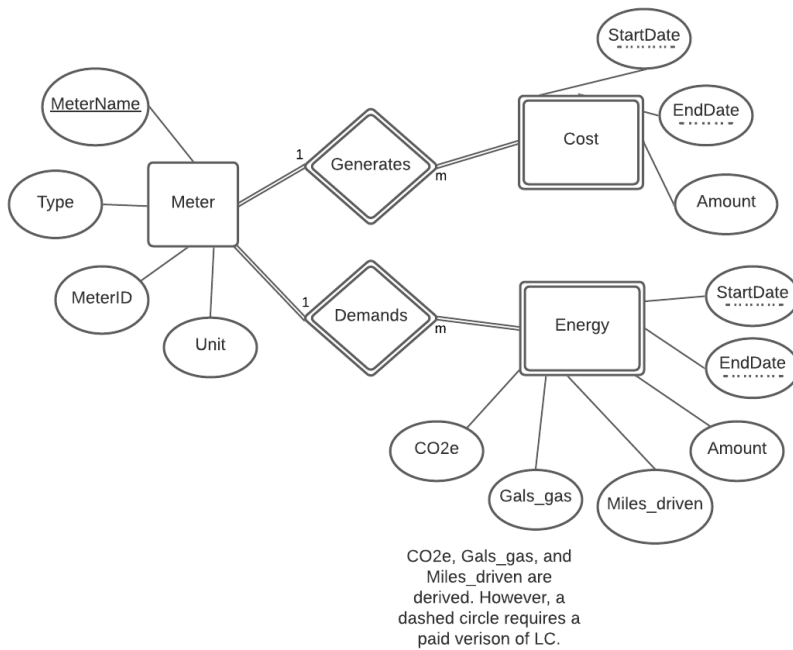 StartDate
MeterName
EndDate
Cost
1
Generates
m
Type
Meter
Amount
MeterID
Unit
1
Demands
m
Energy
StartDate
EndDate
CO2e
Gals_gas
Miles_driven
Amount
CO2e, Gals_gas, and
Miles_driven are
derived. However, a
dashed circle requires a
paid verison of LC.